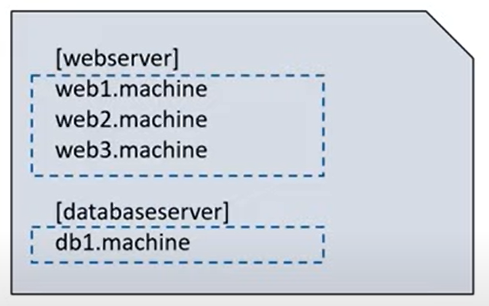 [webserver]
web1.machine
web2.machine
web3.machine
[databaseserver]
db1.machine